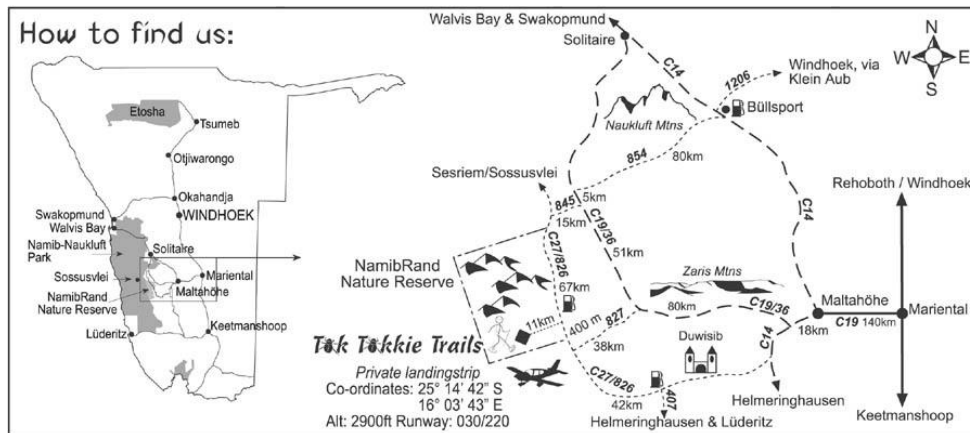 How to find us:
Etosha
Tsumeb
Otjiwarongo
Okahandja
WINDHOEK
Swakopmund
Walvis Bay
Namib-Naukluft
Park
Solitaire
Sossusvlei
Mariental
NamibRand
Nature Reserve
Maltahöhe
Lüderitz
Keetmanshoop
Walvis Bay & Swakopmund
Solitaire
C14
N
W E
S
1206
Windhoek, via
Klein Aub
Büllsport
Naukluft Mtns
854
80km
Sesriem/Sossusvlei
845
5km
15km
C19/36
51km
C14
Rehoboth / Windhoek
NamibRand
Nature Reserve
C27/826
67km
Zaris Mtns
80km
C19/36
Maltahöhe
18km
C19 140km
Mariental
11km
400 m
827
38km
Duwisib
C14
Tok Tokkie Trails
Private landingstrip
Co-ordinates: 25° 14' 42" S
16° 03' 43" E
Alt: 2900ft Runway: 030/220
C27/826
42km
407
Helmeringhausen
Helmeringhausen & Lüderitz
Keetmanshoop